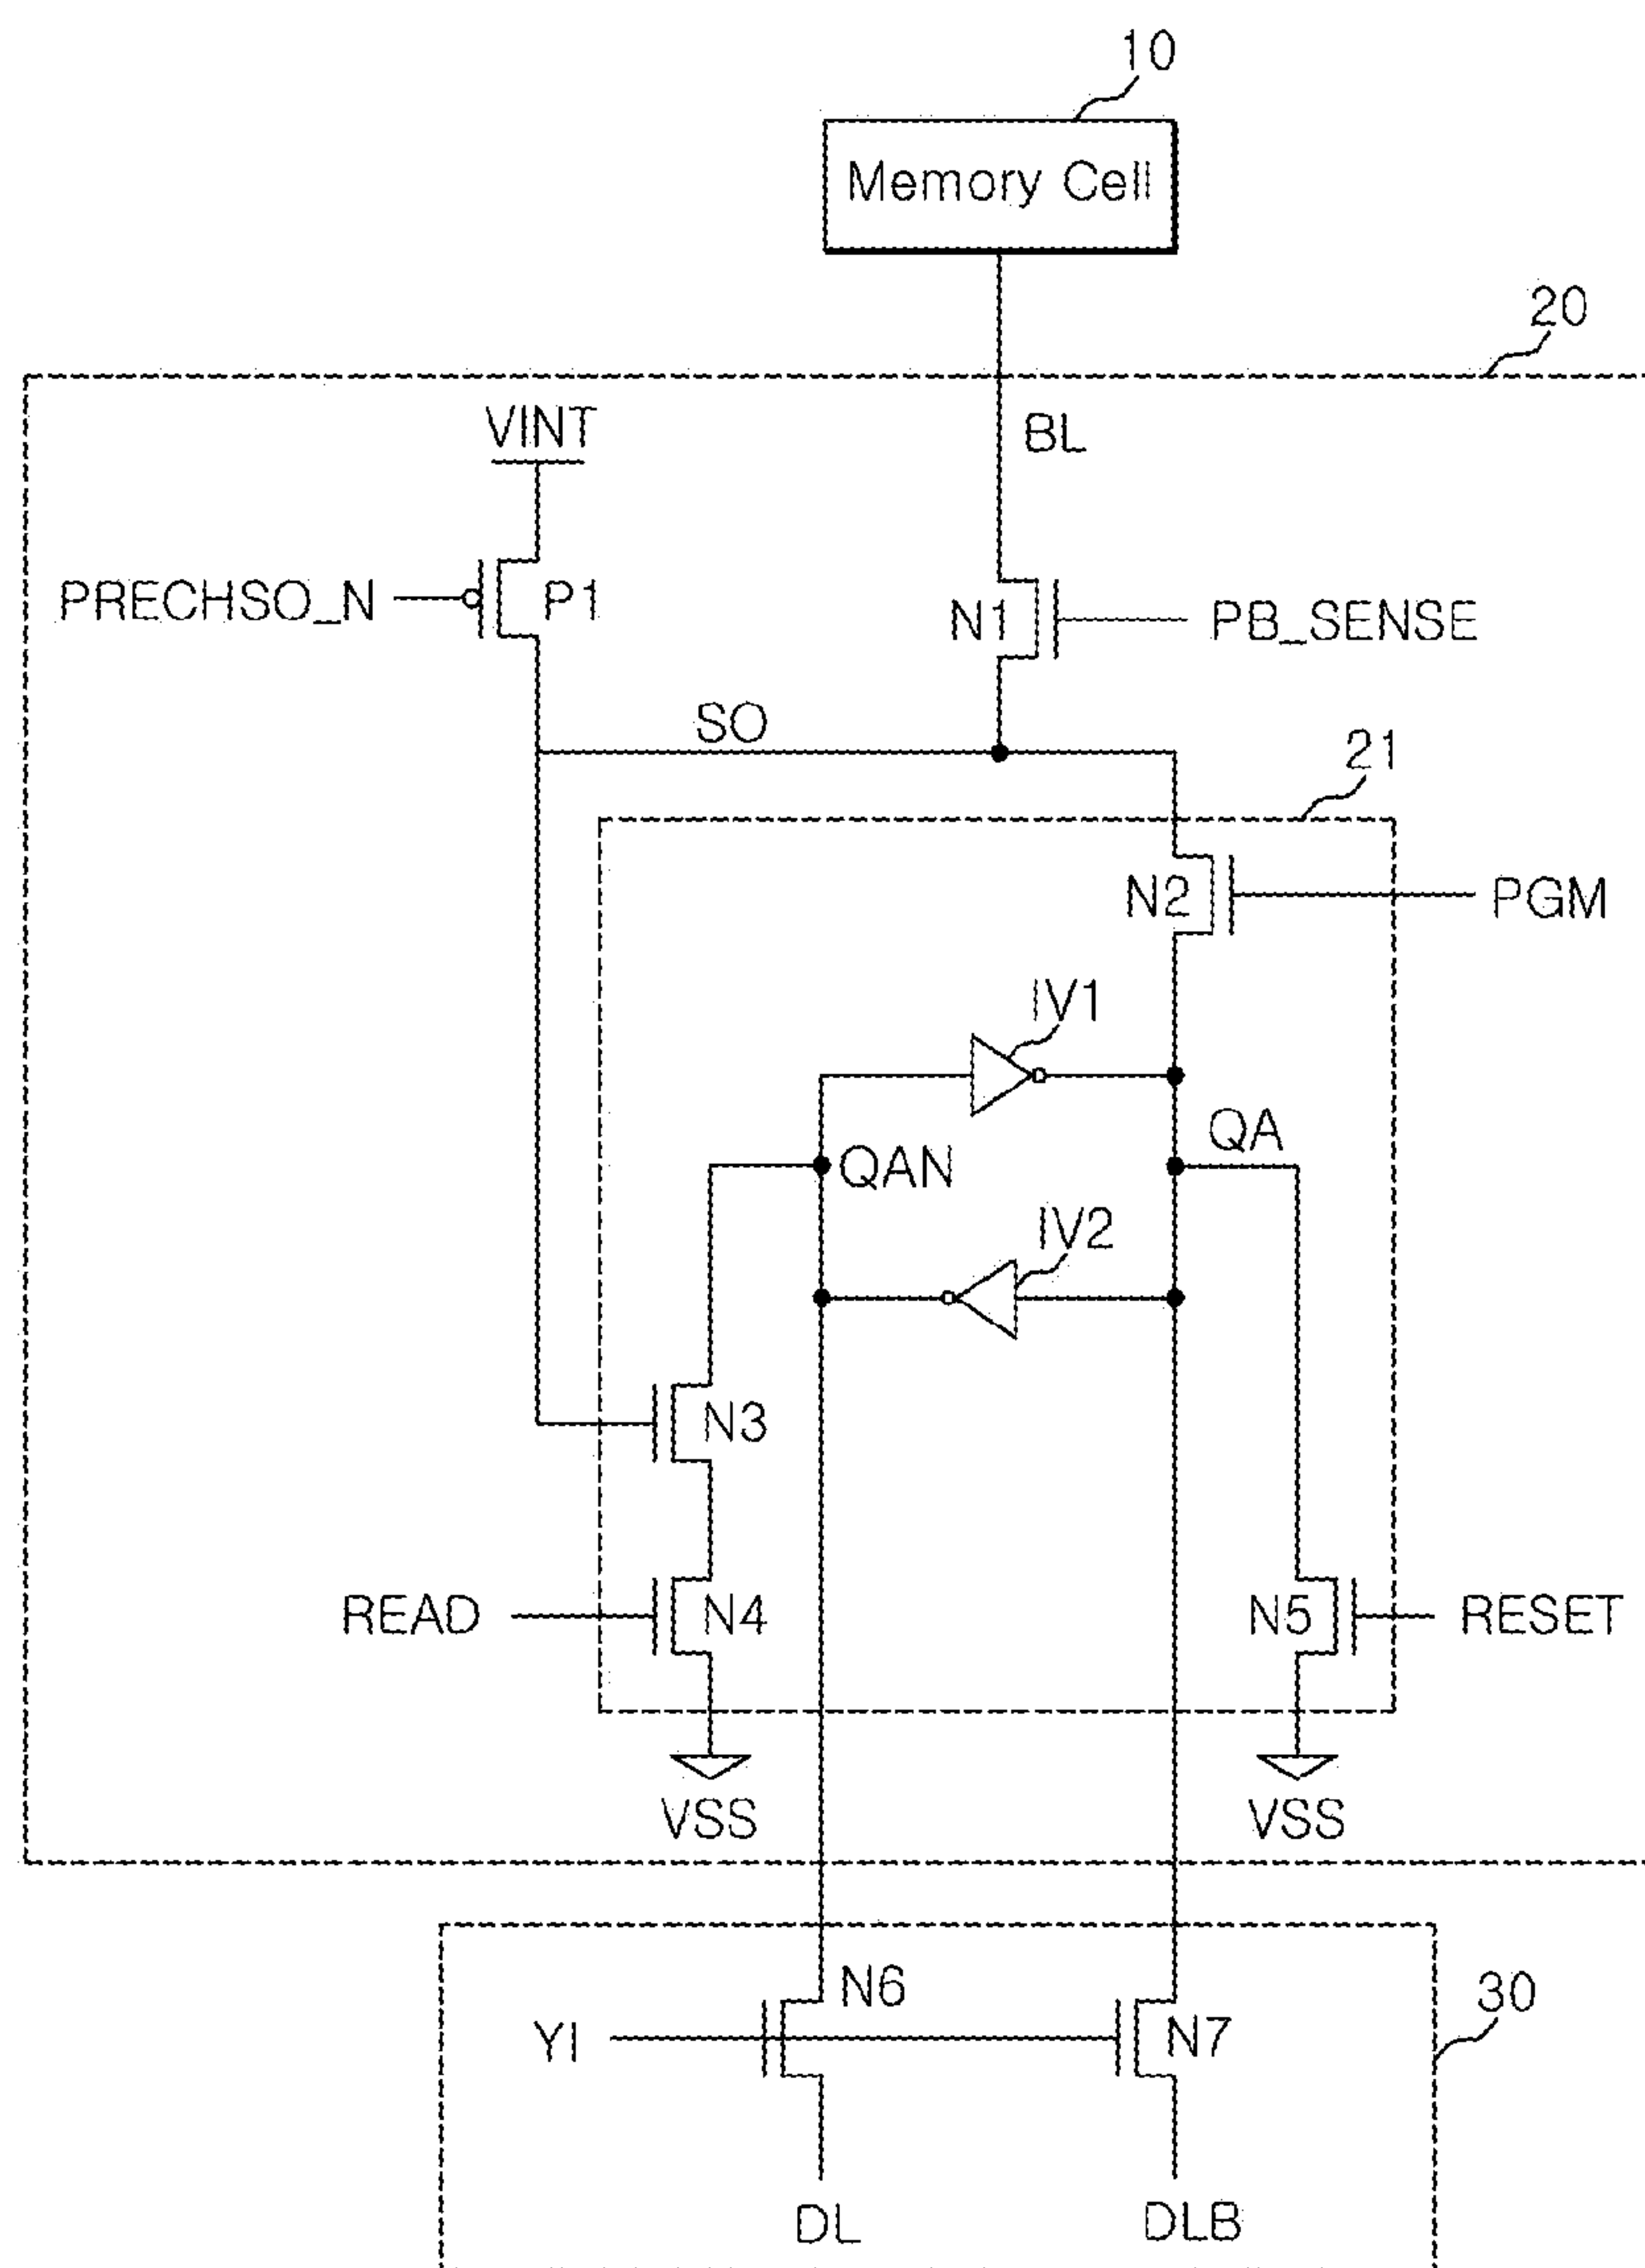 10
Memory Cell
20
VINT
BL
PRECHSO_N
P1
N1
PB_SENSE
SO
21
N2
PGM
IV1
QA
QAN
IV2
N3
READ
N4
N5
RESET
VSS
VSS
N6
30
YI
N7
DL
DLB